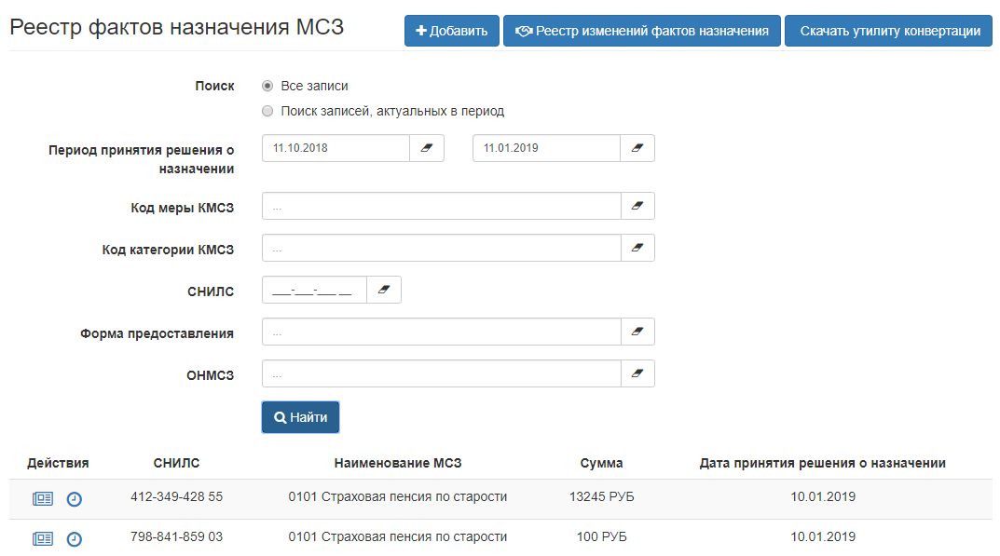 Реестр фактов назначения МСЗ
Добавить
Реестр изменений фактов назначения
Скачать утилиту конвертации
Поиск
Все записи
Поиск записей, актуальных в период
Период принятия решения о
назначении
11.10.2018
11.01.2019
Код меры КМСЗ
...
Код категории КМСЗ
...
СНИЛС
___-___-___ __
Форма предоставления
...
ОНМСЗ
...
Найти
Действия СНИЛС Наименование МСЗ Сумма Дата принятия решения о назначении
412-349-428 55 0101 Страховая пенсия по старости 13245 РУБ 10.01.2019
798-841-859 03 0101 Страховая пенсия по старости 100 РУБ 10.01.2019